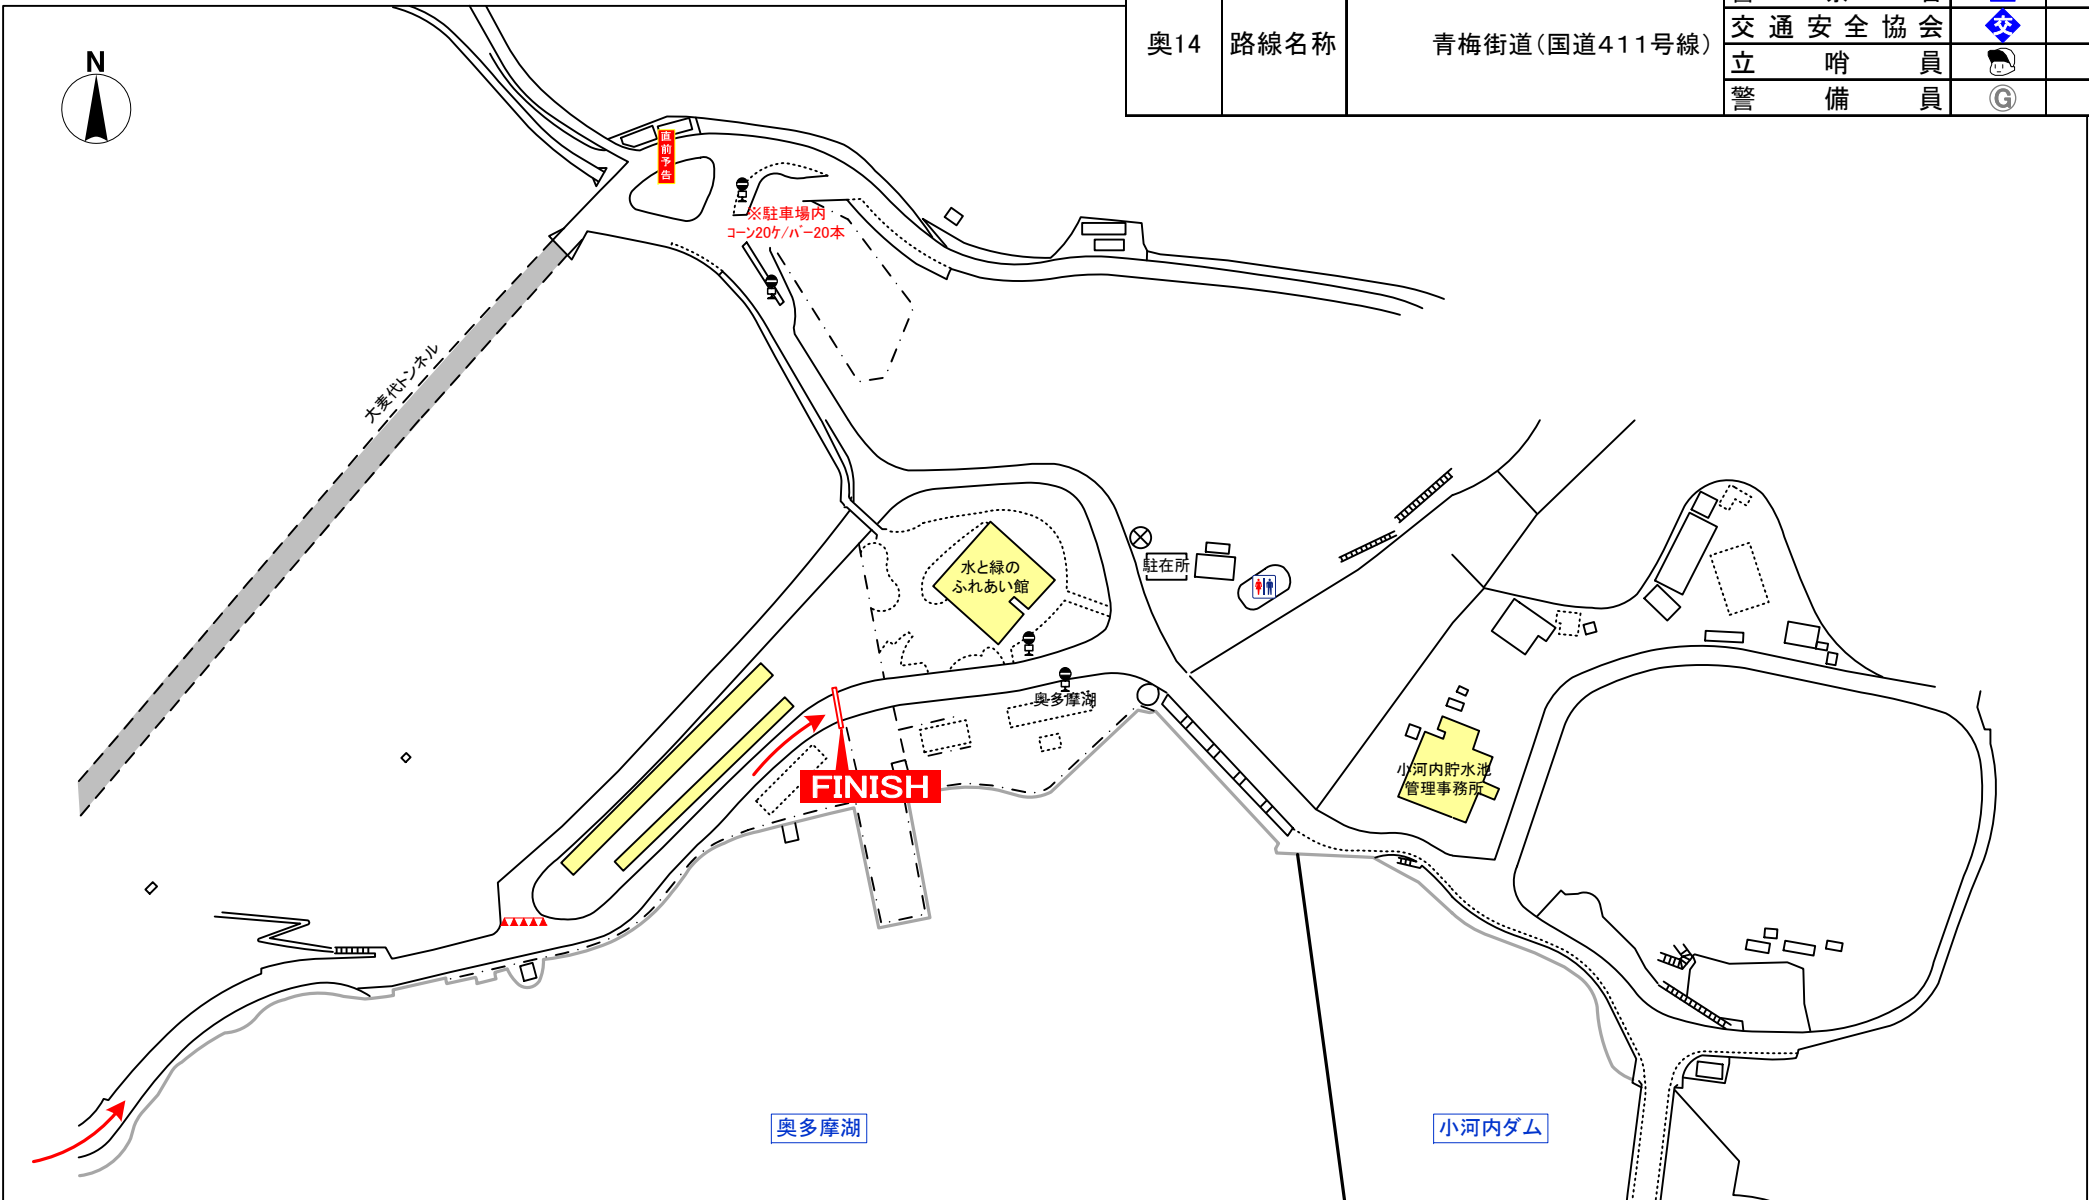 奥14
路線名称
青梅街道(国道411号線)
交通安全協会
交
立哨員
警備員
G
N
直前予告
※駐車場内
コーン20ケ/バー20本
大麦代トンネル
水と緑の
ふれあい館
駐在所
奥多摩湖
小河内貯水池
管理事務所
FINISH
奥多摩湖
小河内ダム